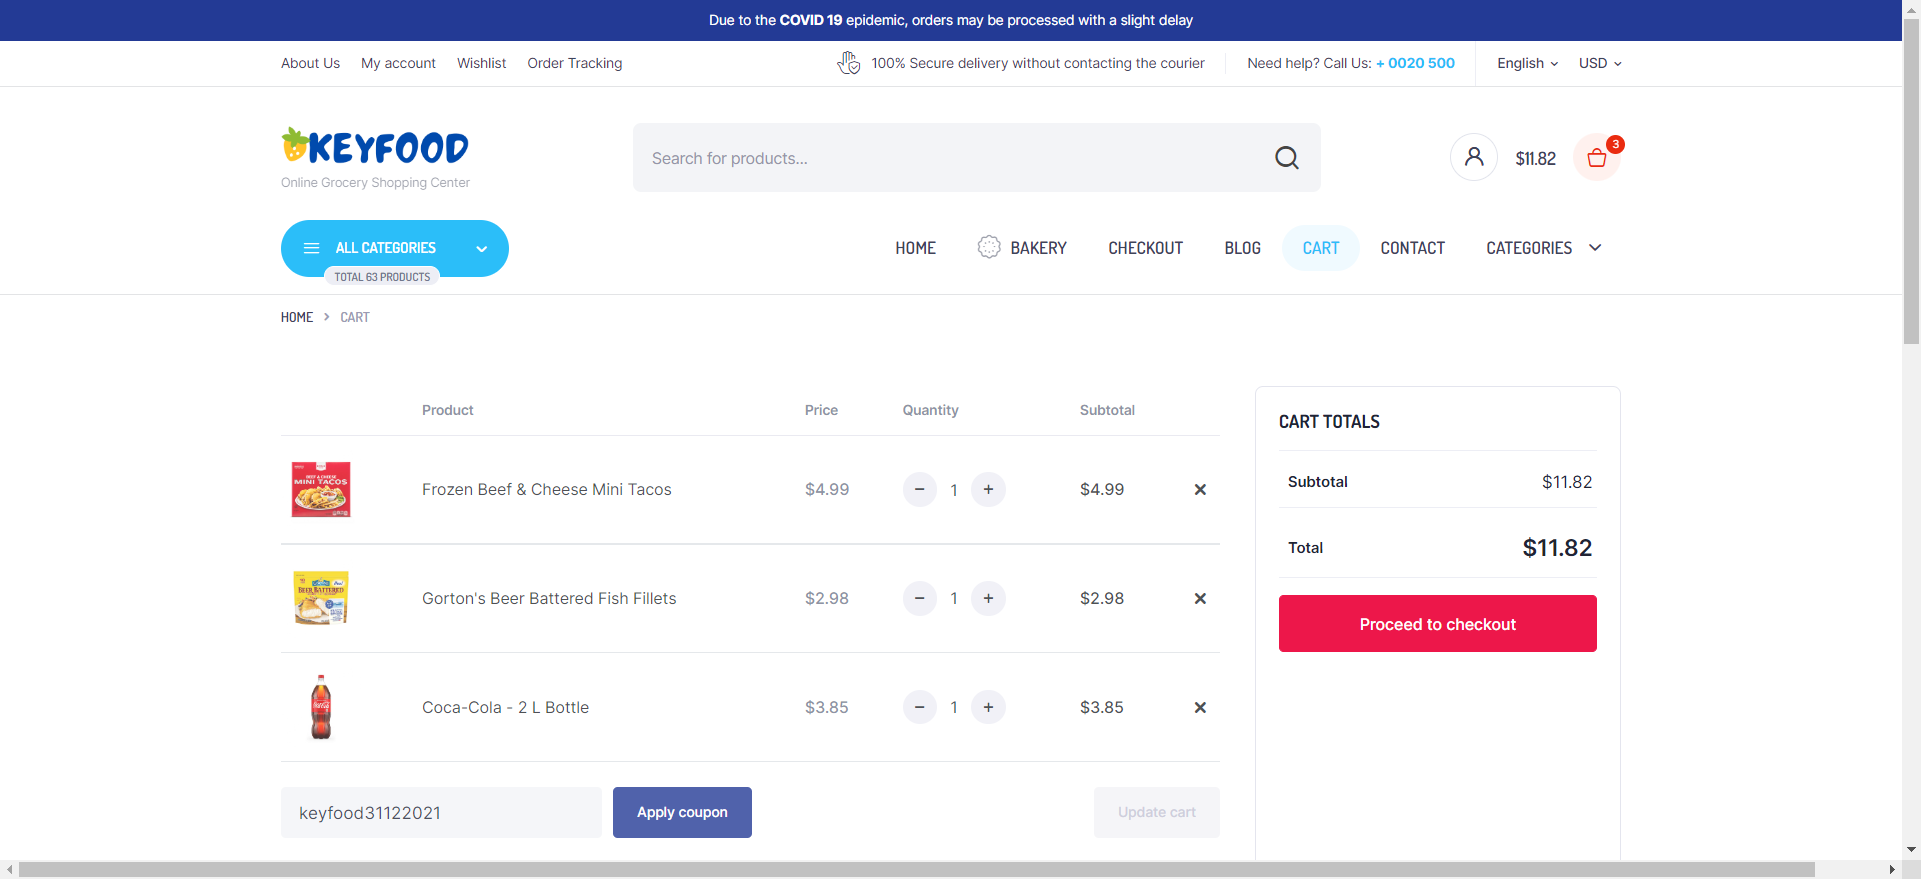 Due to the COVID 19 epidemic, orders may be processed with a slight delay
About Us My account Wishlist Order Tracking 100% Secure delivery without contacting the courier Need help? Call Us: + 0020 500 English USD
KEYFOOD
Online Grocery Shopping Center
Search for products...
$11.82 3
ALL CATEGORIES
TOTAL 63 PRODUCTS
HOME BAKERY CHECKOUT BLOG CART CONTACT CATEGORIES
HOME CART
Product Price Quantity Subtotal
BEEF & CHEESE
MINI TACOS
Frozen Beef & Cheese Mini Tacos $4.99 − 1 + $4.99 ×
BEER BATTERED
Gorton's Beer Battered Fish Fillets $2.98 − 1 + $2.98 ×
Coca-Cola - 2 L Bottle $3.85 − 1 + $3.85 ×
keyfood31122021 Apply coupon Update cart
CART TOTALS
Subtotal $11.82
Total $11.82
Proceed to checkout